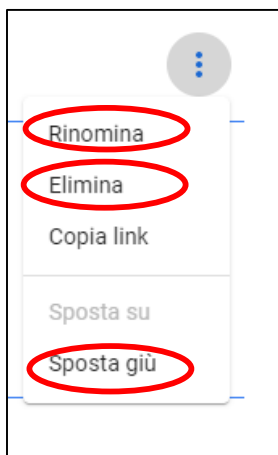 Rinomina
Elimina
Copia link
Sposta su
Sposta giù